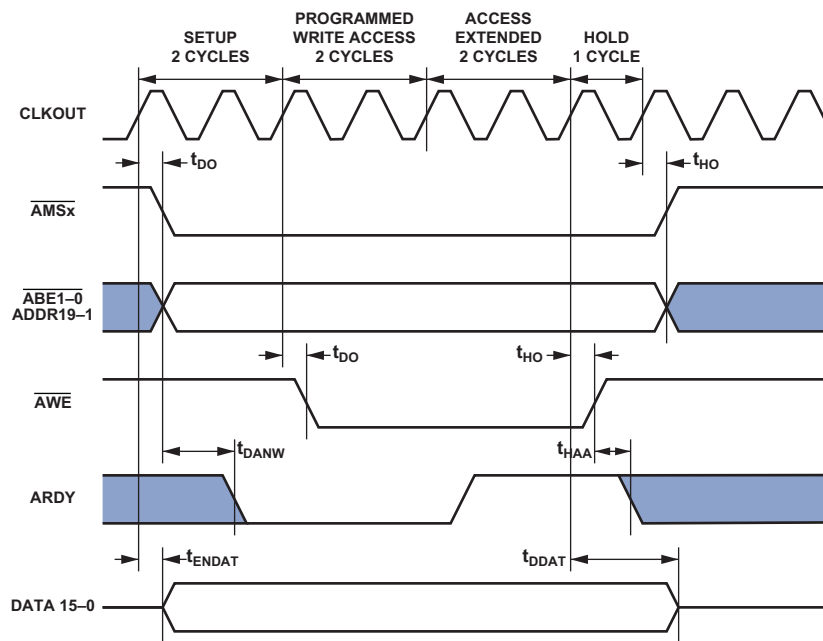 SETUP
2 CYCLES
PROGRAMMED
WRITE ACCESS
2 CYCLES
ACCESS
EXTENDED
2 CYCLES
HOLD
1 CYCLE
CLKOUT
tDO
tHO
AMSx
ABE1–0
ADDR19–1
tDO
tHO
AWE
tDANW
tHAA
ARDY
tENDAT
tDDAT
DATA 15–0